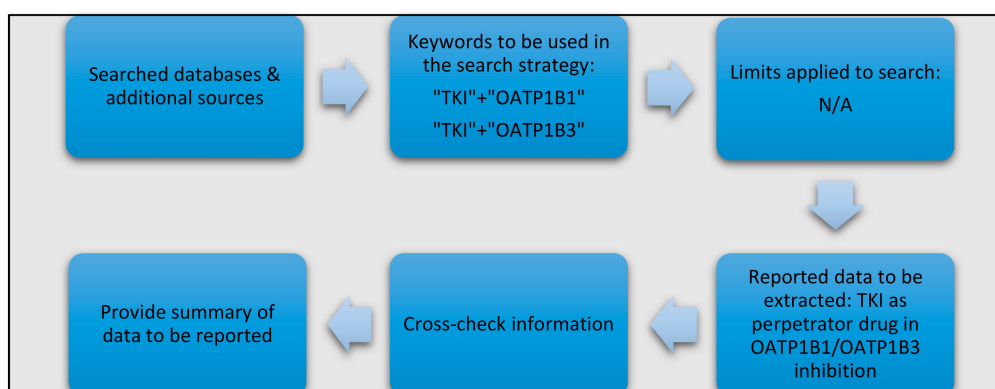 Searched databases &
additional sources
Keywords to be used in
the search strategy:
"TKI"+"OATP1B1"
"TKI"+"OATP1B3"
Limits applied to search:
N/A
Reported data to be
extracted: TKI as
perpetrator drug in
OATP1B1/OATP1B3
inhibition
Cross-check information
Provide summary of
data to be reported